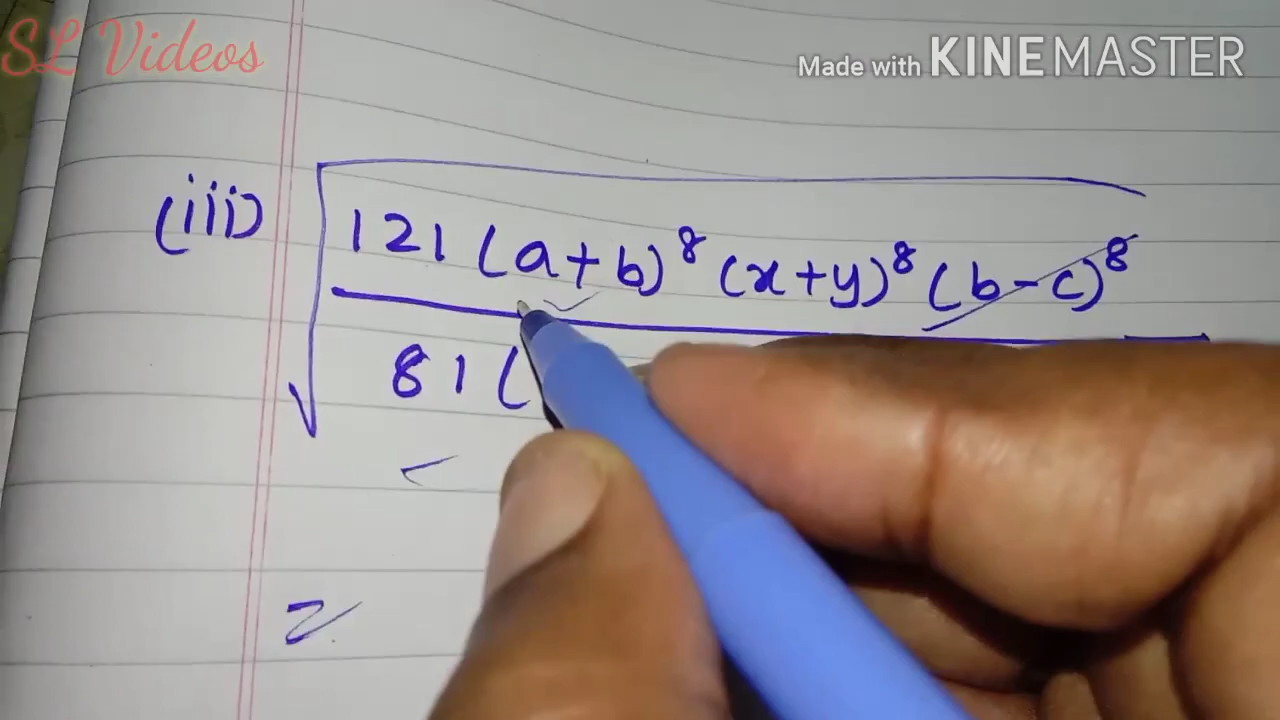 SL Videos
Made with KINEMASTER
(iii) √ 121 (a+b)⁸ (x+y)⁸ (b-c)⁸
81 (